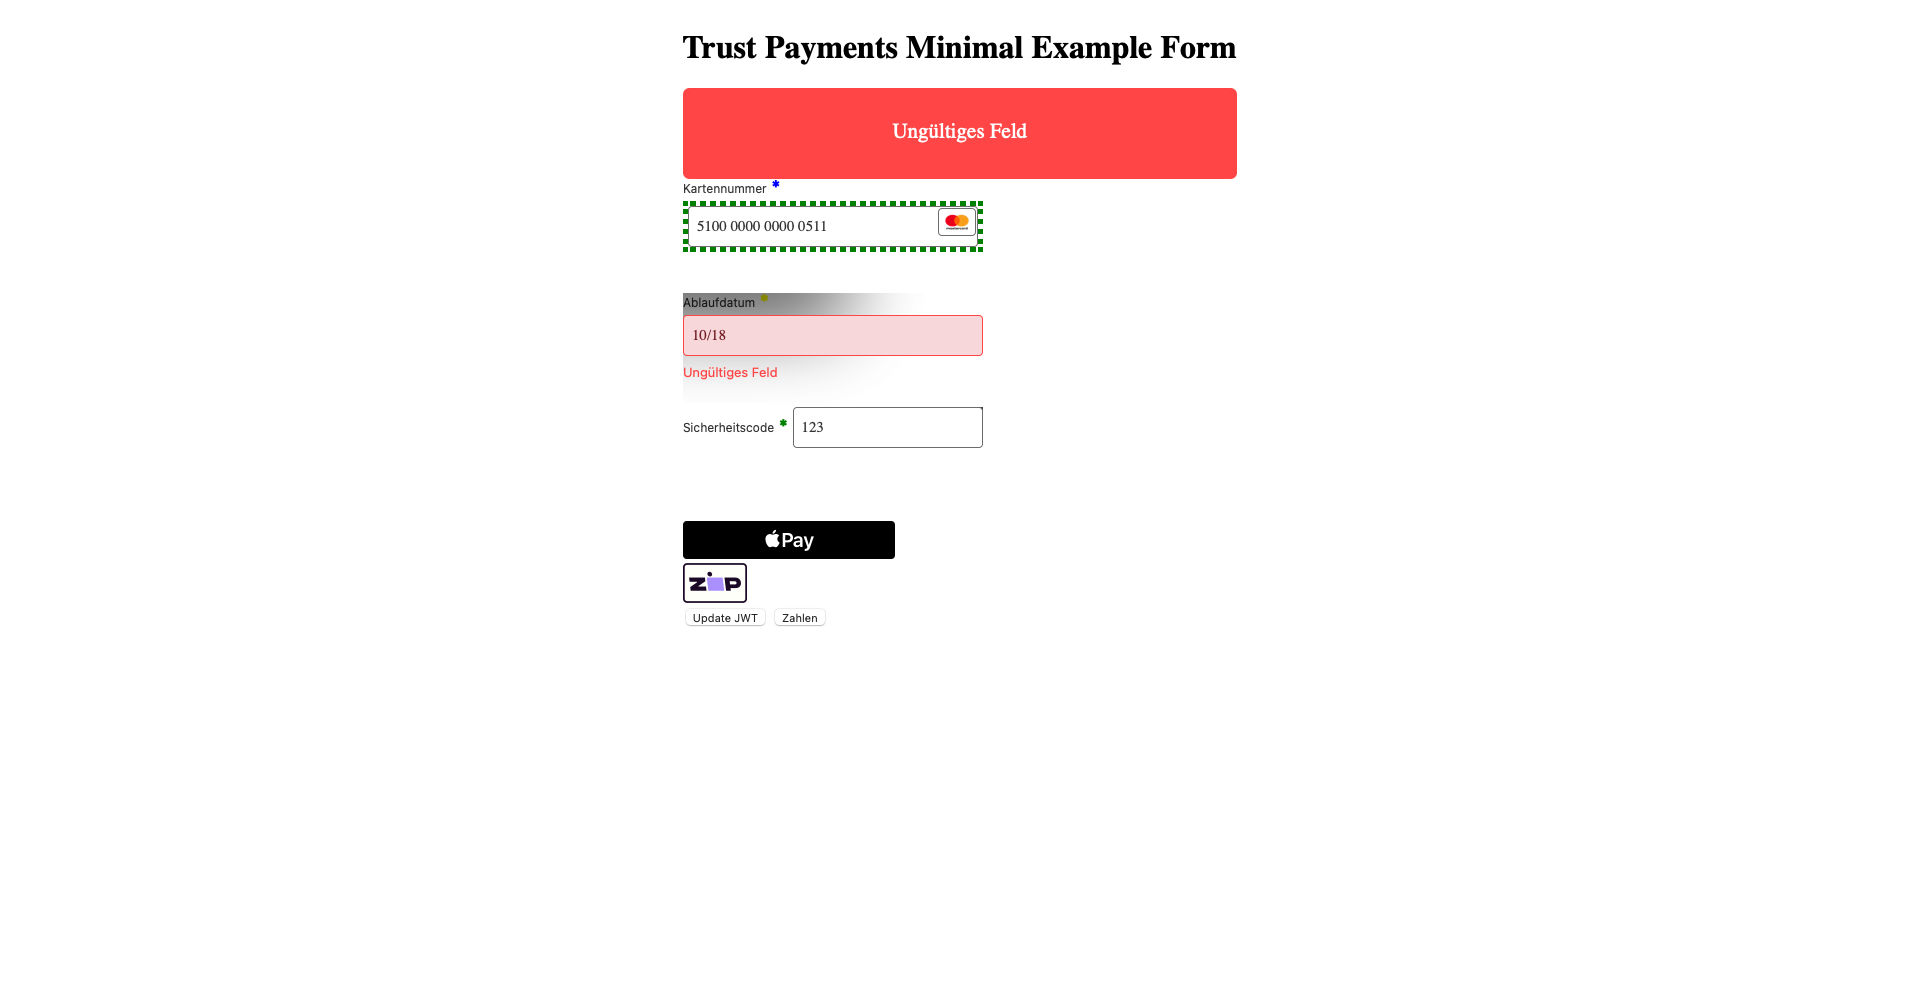 Trust Payments Minimal Example Form
Ungültiges Feld
Kartennummer *
5100 0000 0000 0511
mastercard
Ablaufdatum *
10/18
Ungültiges Feld
Sicherheitscode * 123
Pay
zip
Update JWT Zahlen